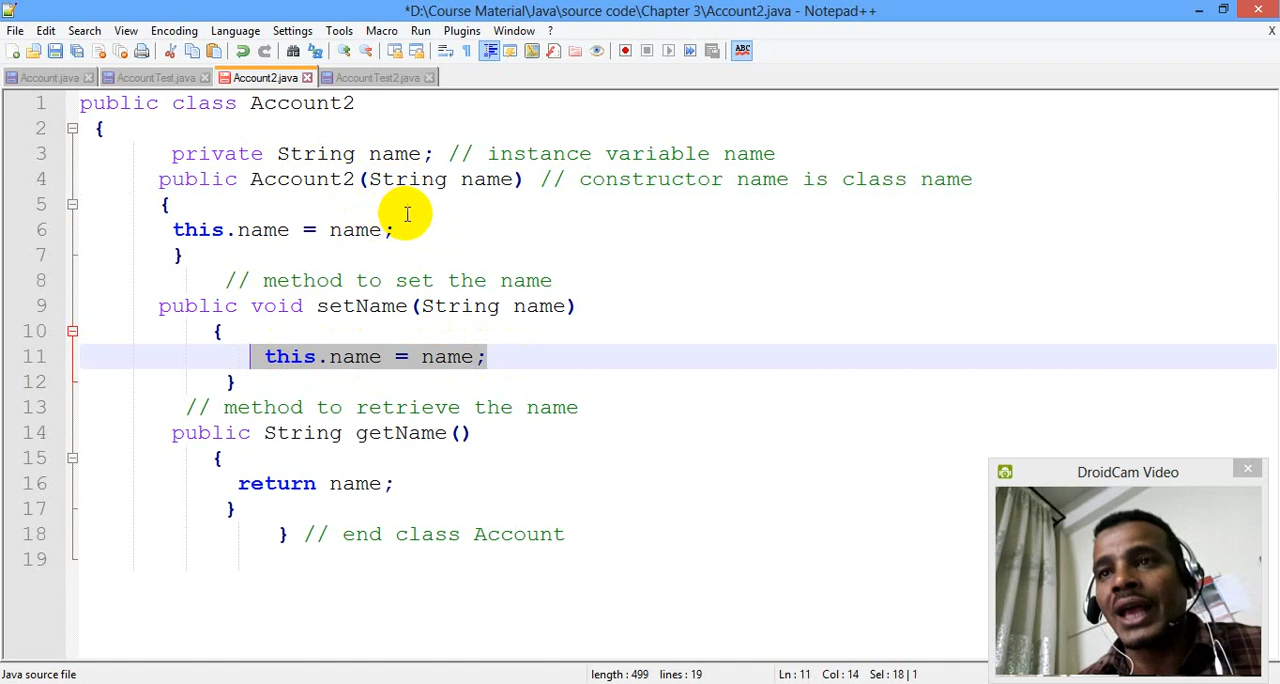 *D:\Course Material\Java\source code\Chapter 3\Account2.java - Notepad++
File Edit Search View Encoding Language Settings Tools Macro Run Plugins Window ? X
Account.java AccountTest.java Account2.java AccountTest2.java
1 public class Account2
2 {
3 private String name; // instance variable name
4 public Account2(String name) // constructor name is class name
5 {
6 this.name = name;
7 }
8 // method to set the name
9 public void setName(String name)
10 {
11 this.name = name;
12 }
13 // method to retrieve the name
14 public String getName()
15 {
16 return name;
17 }
18 } // end class Account
19
DroidCam Video
Java source file length : 499 lines : 19 Ln : 11 Col : 14 Sel : 18 | 1